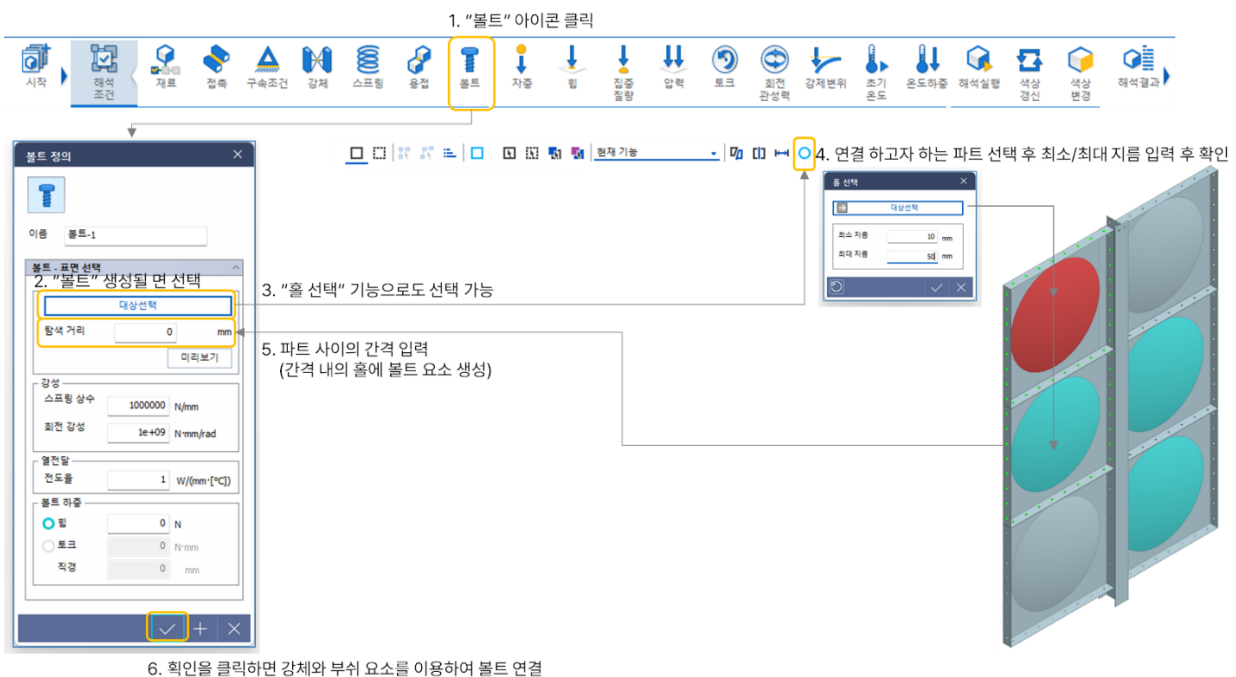 1. “볼트” 아이콘 클릭
시작
해석
조건
재료
접촉
구속조건
강체
스프링
용접
볼트
자중
힘
집중
질량
압력
토크
회전
관성력
강제변위
초기
온도
온도하중
해석실행
색상
갱신
색상
변경
해석결과
볼트 정의
이름 볼트-1
볼트 - 표면 선택
2. “볼트” 생성될 면 선택
대상선택
탐색 거리 0 mm
미리보기
강성
스프링 상수 1000000 N/mm
회전 강성 1e+09 N·mm/rad
열전달
전도율 1 W/(mm·[°C])
볼트 하중
힘 0 N
토크 0 N·mm
직경 0 mm
현재 기능
3. “홀 선택” 기능으로도 선택 가능
4. 연결 하고자 하는 파트 선택 후 최소/최대 지름 입력 후 확인
홀 선택
대상선택
최소 지름 10 mm
최대 지름 50 mm
5. 파트 사이의 간격 입력
(간격 내의 홀에 볼트 요소 생성)
6. 획인을 클릭하면 강체와 부쉬 요소를 이용하여 볼트 연결